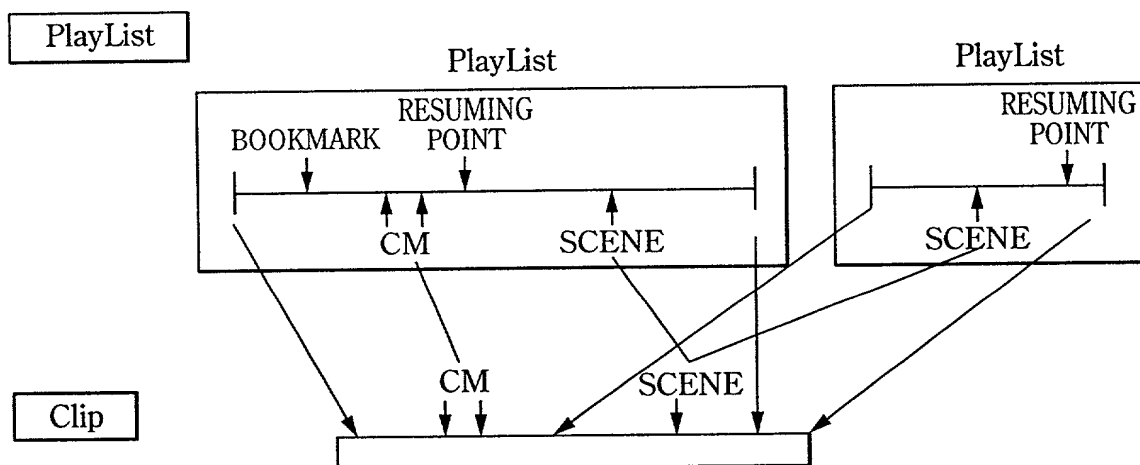 PlayList
PlayList
PlayList
BOOKMARK
RESUMING
POINT
RESUMING
POINT
CM
SCENE
SCENE
CM
SCENE
Clip